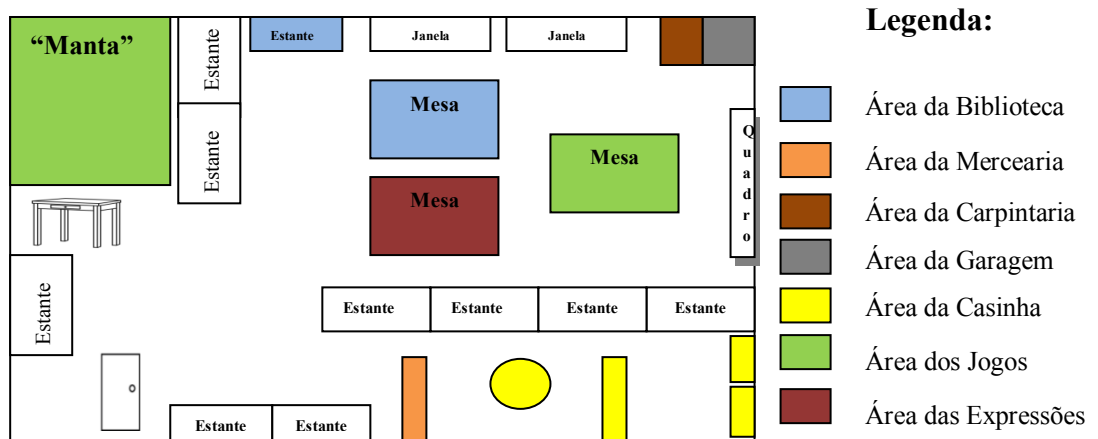 “Manta”
Estante
Estante
Estante
Janela
Janela
Mesa
Mesa
Mesa
Quadro
Estante
Estante
Estante
Estante
Estante
Estante
Estante
Legenda:
Área da Biblioteca
Área da Mercearia
Área da Carpintaria
Área da Garagem
Área da Casinha
Área dos Jogos
Área das Expressões